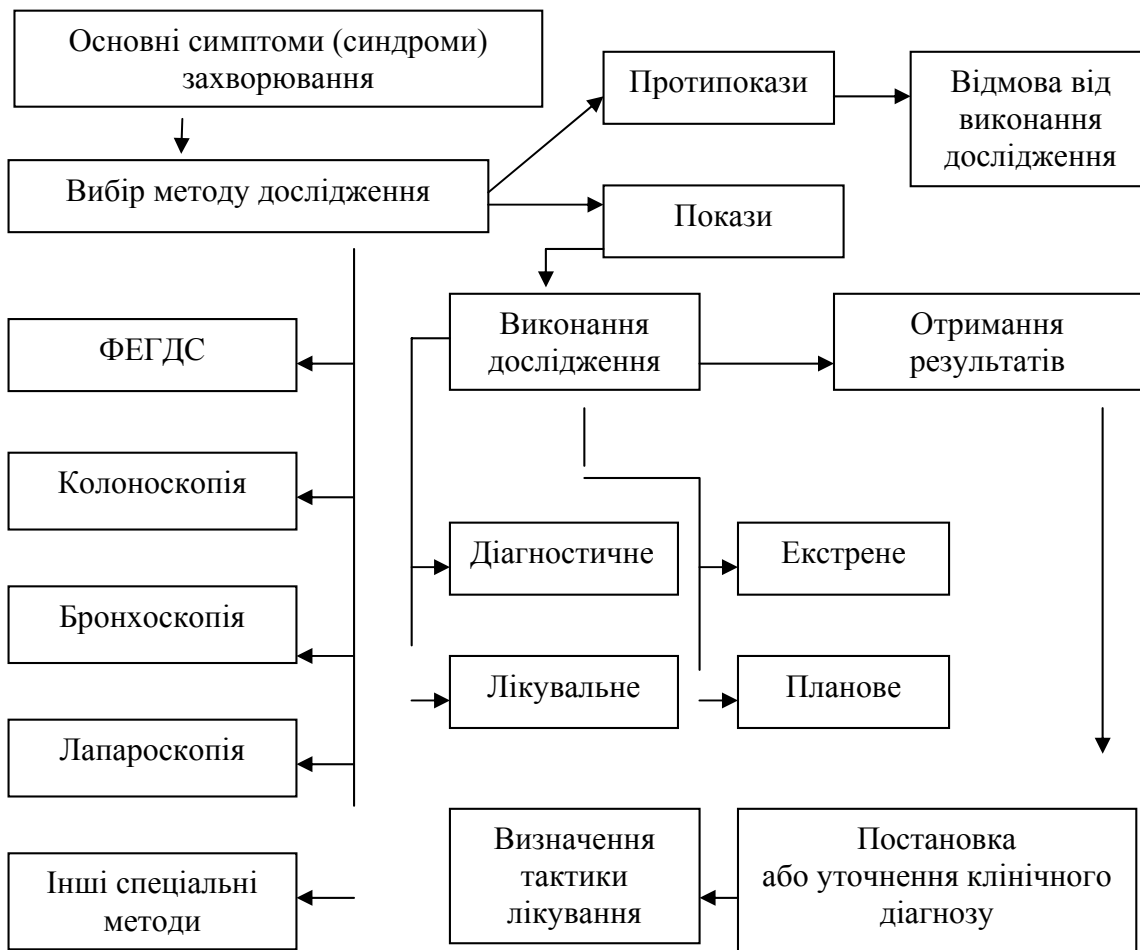 Основні симптоми (синдроми)
захворювання
Протипокази
Відмова від
виконання
дослідження
Вибір методу дослідження
Покази
ФЕГДС
Виконання
дослідження
Отримання
результатів
Колоноскопія
Діагностичне
Екстрене
Бронхоскопія
Лікувальне
Планове
Лапароскопія
Інші спеціальні
методи
Визначення
тактики
лікування
Постановка
або уточнення клінічного
діагнозу